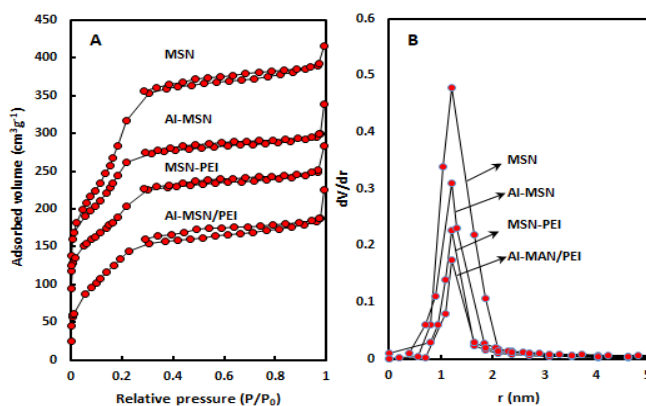 A
MSN
Al-MSN
MSN-PEI
Al-MSN/PEI
450
400
350
300
250
200
150
100
50
0
0 0.2 0.4 0.6 0.8 1
Adsorbed volume (cm³g⁻¹)
Relative pressure (P/P₀)
B
MSN
Al-MSN
MSN-PEI
Al-MAN/PEI
0.6
0.5
0.4
0.3
0.2
0.1
0
0 1 2 3 4 5
dV/dr
r (nm)